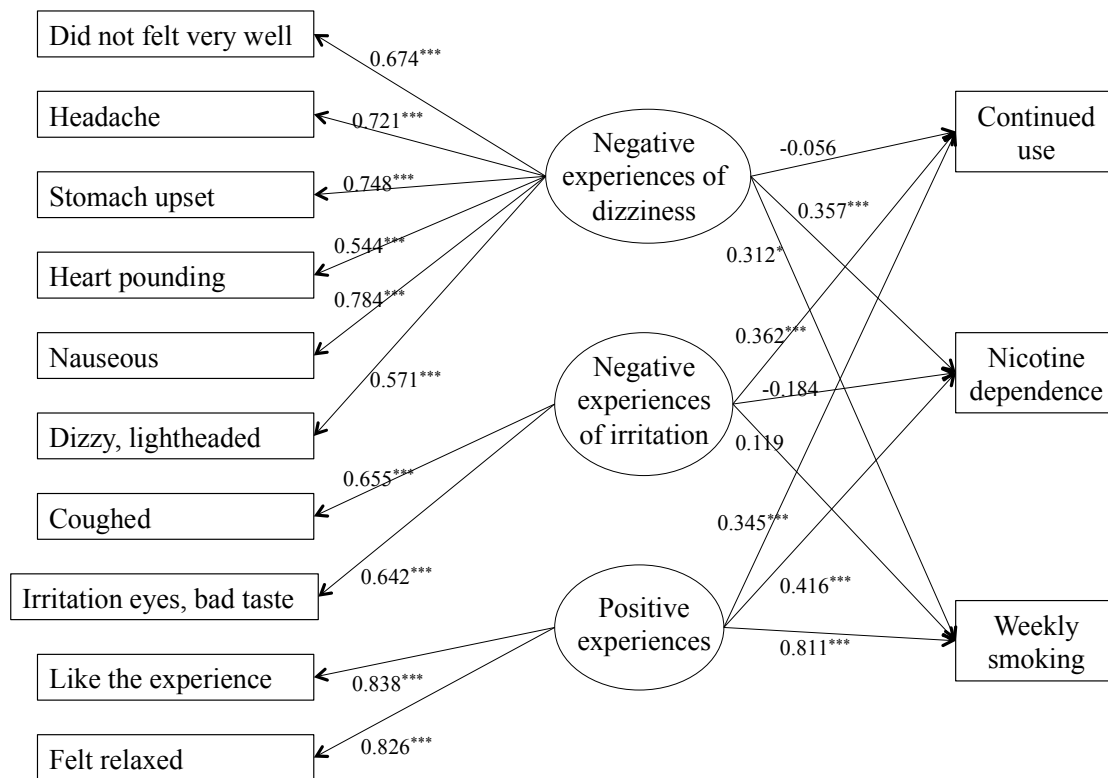 Did not felt very well
0.674***
Headache
0.721***
Stomach upset
0.748***
Heart pounding
0.544***
Nauseous
0.784***
Dizzy, lightheaded
0.571***
Coughed
0.655***
Irritation eyes, bad taste
0.642***
Like the experience
0.838***
Felt relaxed
0.826***
Negative
experiences of
dizziness
Negative
experiences
of irritation
Positive
experiences
-0.056
0.357***
0.312*
0.362***
-0.184
0.119
0.345***
0.416***
0.811***
Continued
use
Nicotine
dependence
Weekly
smoking